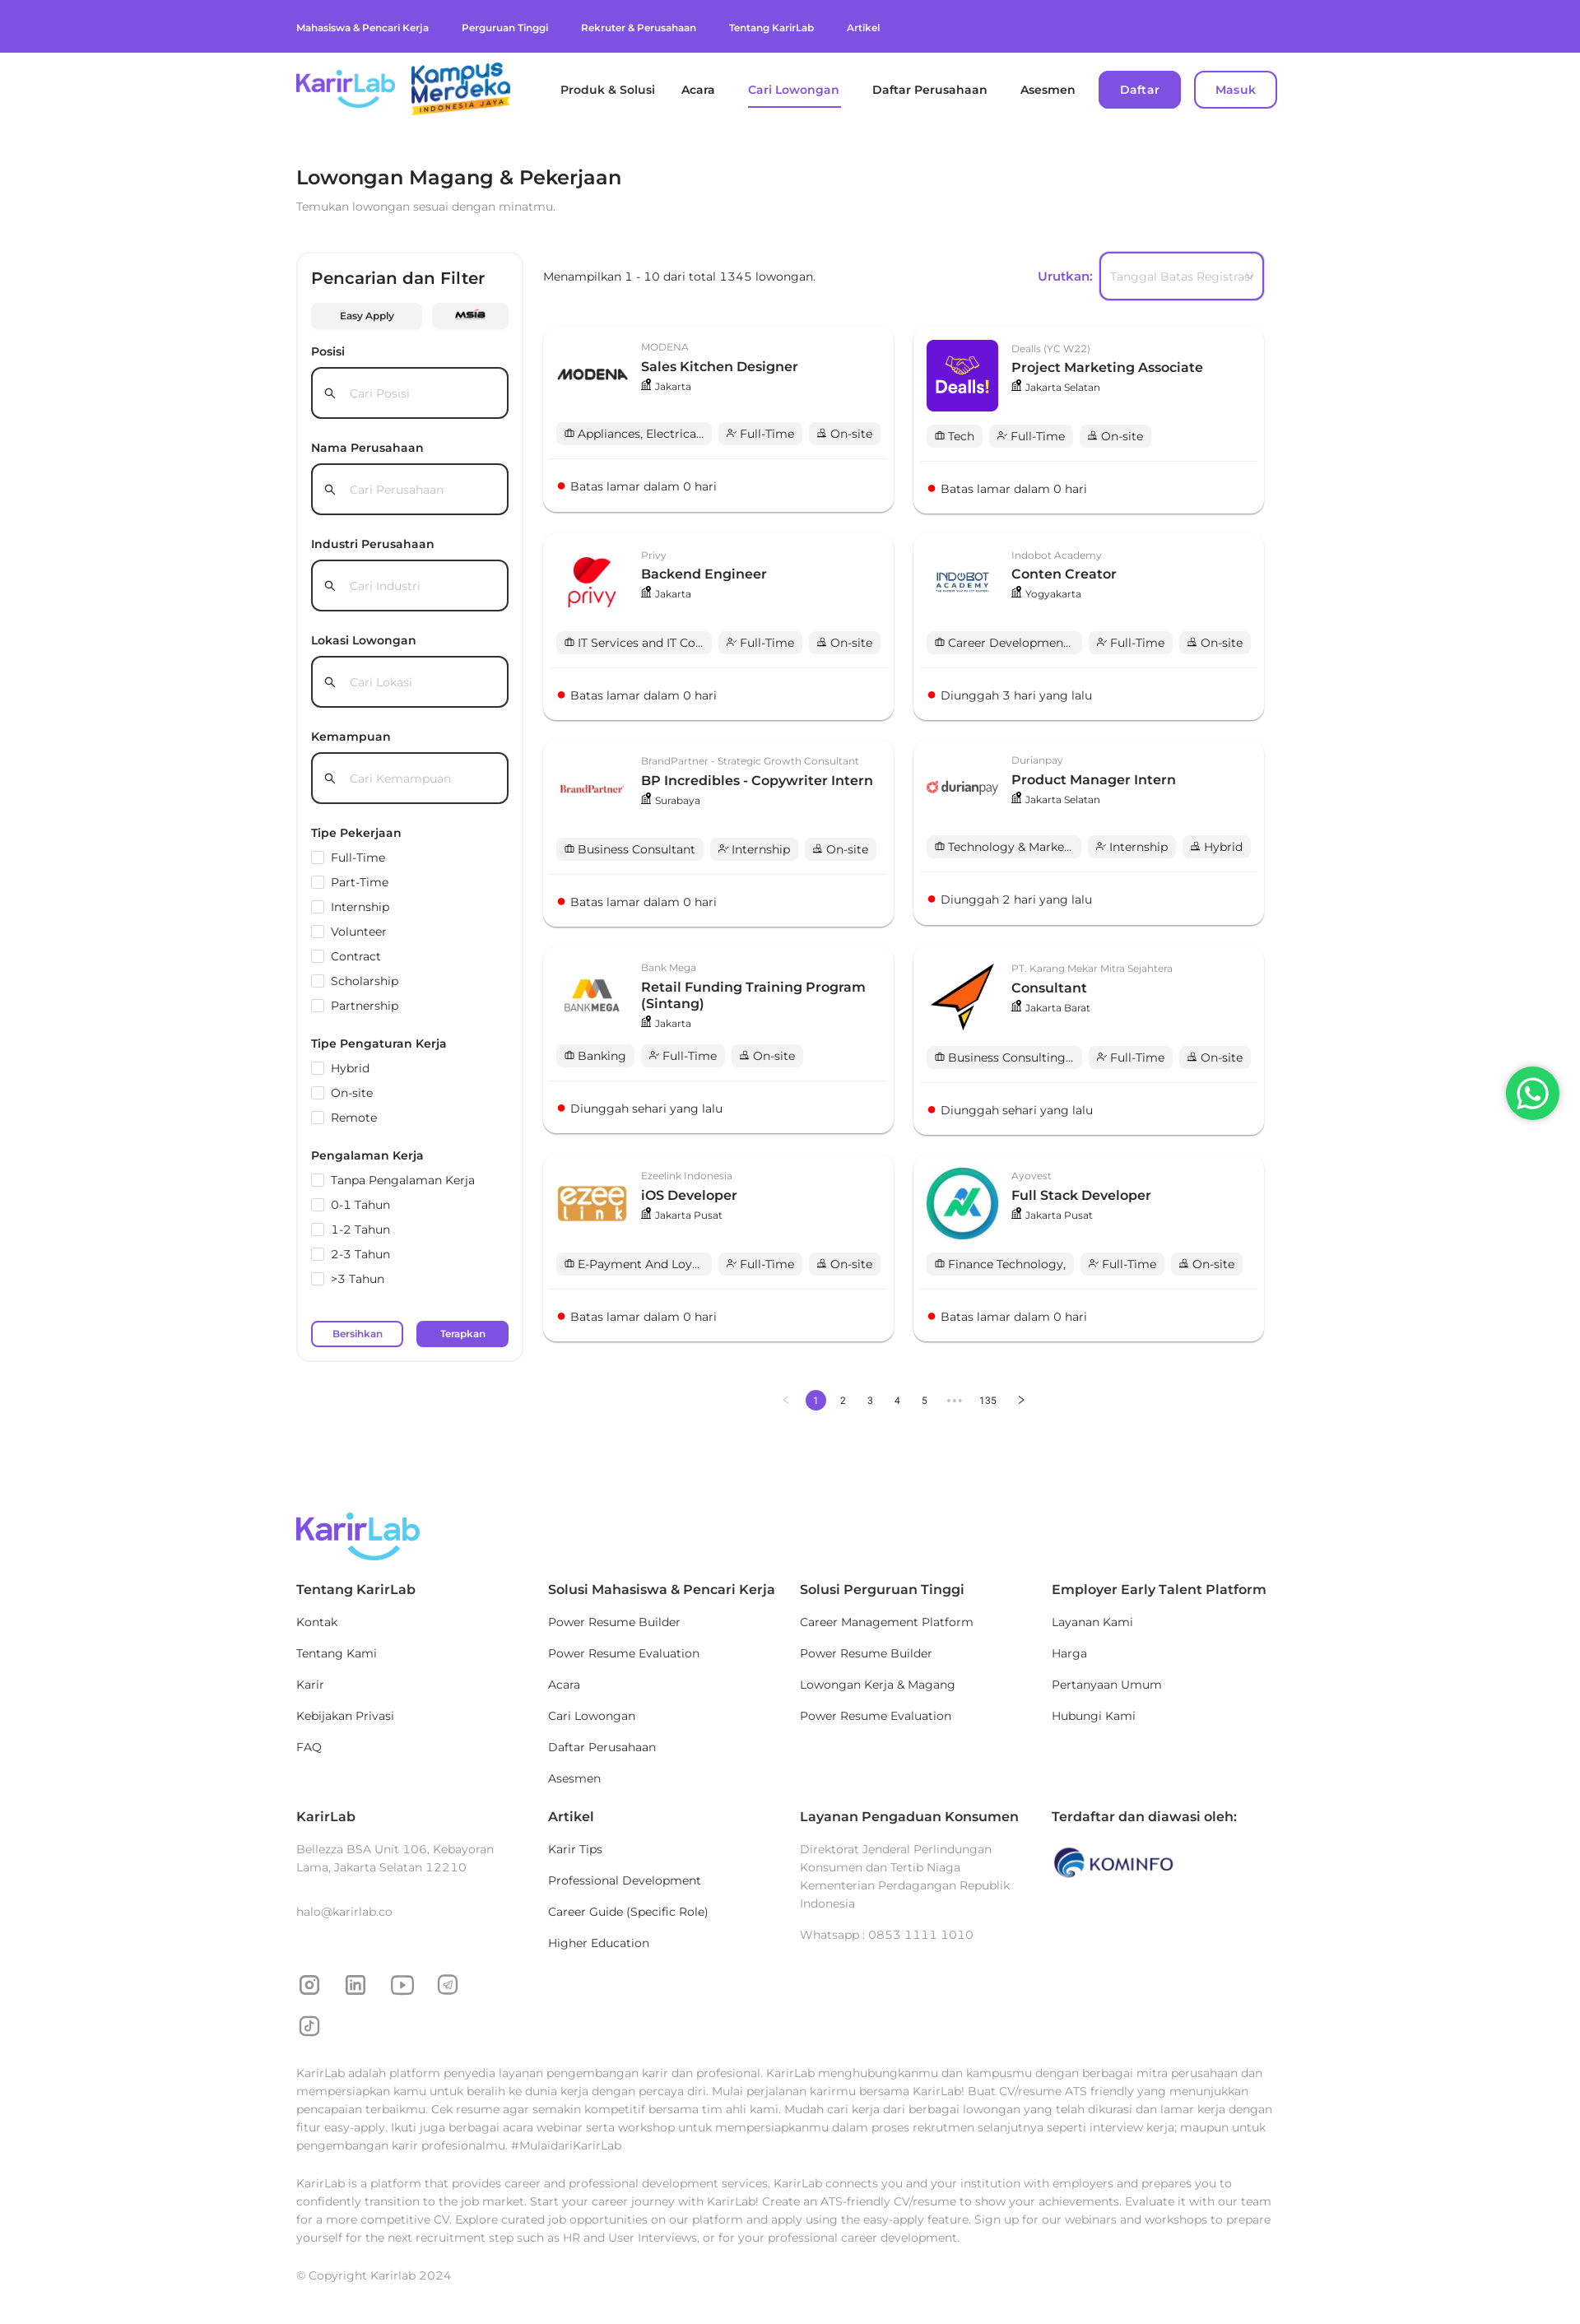 Mahasiswa & Pencari Kerja
Perguruan Tinggi
Rekruter & Perusahaan
Tentang KarirLab
Artikel
KarirLab
Kampus
Merdeka
INDONESIA JAYA
Produk & Solusi
Acara
Cari Lowongan
Daftar Perusahaan
Asesmen
Daftar
Masuk
Lowongan Magang & Pekerjaan
Temukan lowongan sesuai dengan minatmu.
Pencarian dan Filter
Easy Apply
MSIB
Posisi
Cari Posisi
Nama Perusahaan
Cari Perusahaan
Industri Perusahaan
Cari Industri
Lokasi Lowongan
Cari Lokasi
Kemampuan
Cari Kemampuan
Tipe Pekerjaan
Full-Time
Part-Time
Internship
Volunteer
Contract
Scholarship
Partnership
Tipe Pengaturan Kerja
Hybrid
On-site
Remote
Pengalaman Kerja
Tanpa Pengalaman Kerja
0-1 Tahun
1-2 Tahun
2-3 Tahun
>3 Tahun
Bersihkan
Terapkan
Menampilkan 1 - 10 dari total 1345 lowongan.
Urutkan:
Tanggal Batas Registrasi
MODENA
MODENA
Sales Kitchen Designer
Jakarta
Appliances, Electrica...
Full-Time
On-site
Batas lamar dalam 0 hari
Dealls!
Dealls (YC W22)
Project Marketing Associate
Jakarta Selatan
Tech
Full-Time
On-site
Batas lamar dalam 0 hari
privy
Privy
Backend Engineer
Jakarta
IT Services and IT Co...
Full-Time
On-site
Batas lamar dalam 0 hari
INDOBOT
ACADEMY
Indobot Academy
Conten Creator
Yogyakarta
Career Developmen...
Full-Time
On-site
Diunggah 3 hari yang lalu
BrandPartner
BrandPartner - Strategic Growth Consultant
BP Incredibles - Copywriter Intern
Surabaya
Business Consultant
Internship
On-site
Batas lamar dalam 0 hari
durianpay
Durianpay
Product Manager Intern
Jakarta Selatan
Technology & Marke...
Internship
Hybrid
Diunggah 2 hari yang lalu
BANKMEGA
Bank Mega
Retail Funding Training Program
(Sintang)
Jakarta
Banking
Full-Time
On-site
Diunggah sehari yang lalu
PT. Karang Mekar Mitra Sejahtera
Consultant
Jakarta Barat
Business Consulting...
Full-Time
On-site
Diunggah sehari yang lalu
ezee
link
Ezeelink Indonesia
iOS Developer
Jakarta Pusat
E-Payment And Loy...
Full-Time
On-site
Batas lamar dalam 0 hari
Ayovest
Full Stack Developer
Jakarta Pusat
Finance Technology,
Full-Time
On-site
Batas lamar dalam 0 hari
1
2
3
4
5
•••
135
KarirLab
Tentang KarirLab
Kontak
Tentang Kami
Karir
Kebijakan Privasi
FAQ
Solusi Mahasiswa & Pencari Kerja
Power Resume Builder
Power Resume Evaluation
Acara
Cari Lowongan
Daftar Perusahaan
Asesmen
Solusi Perguruan Tinggi
Career Management Platform
Power Resume Builder
Lowongan Kerja & Magang
Power Resume Evaluation
Employer Early Talent Platform
Layanan Kami
Harga
Pertanyaan Umum
Hubungi Kami
KarirLab
Bellezza BSA Unit 106, Kebayoran
Lama, Jakarta Selatan 12210
halo@karirlab.co
Artikel
Karir Tips
Professional Development
Career Guide (Specific Role)
Higher Education
Layanan Pengaduan Konsumen
Direktorat Jenderal Perlindungan
Konsumen dan Tertib Niaga
Kementerian Perdagangan Republik
Indonesia
Whatsapp : 0853 1111 1010
Terdaftar dan diawasi oleh:
KOMINFO
KarirLab adalah platform penyedia layanan pengembangan karir dan profesional. KarirLab menghubungkanmu dan kampusmu dengan berbagai mitra perusahaan dan
mempersiapkan kamu untuk beralih ke dunia kerja dengan percaya diri. Mulai perjalanan karirmu bersama KarirLab! Buat CV/resume ATS friendly yang menunjukkan
pencapaian terbaikmu. Cek resume agar semakin kompetitif bersama tim ahli kami. Mudah cari kerja dari berbagai lowongan yang telah dikurasi dan lamar kerja dengan
fitur easy-apply. Ikuti juga berbagai acara webinar serta workshop untuk mempersiapkanmu dalam proses rekrutmen selanjutnya seperti interview kerja; maupun untuk
pengembangan karir profesionalmu. #MulaidariKarirLab
KarirLab is a platform that provides career and professional development services. KarirLab connects you and your institution with employers and prepares you to
confidently transition to the job market. Start your career journey with KarirLab! Create an ATS-friendly CV/resume to show your achievements. Evaluate it with our team
for a more competitive CV. Explore curated job opportunities on our platform and apply using the easy-apply feature. Sign up for our webinars and workshops to prepare
yourself for the next recruitment step such as HR and User Interviews, or for your professional career development.
© Copyright Karirlab 2024